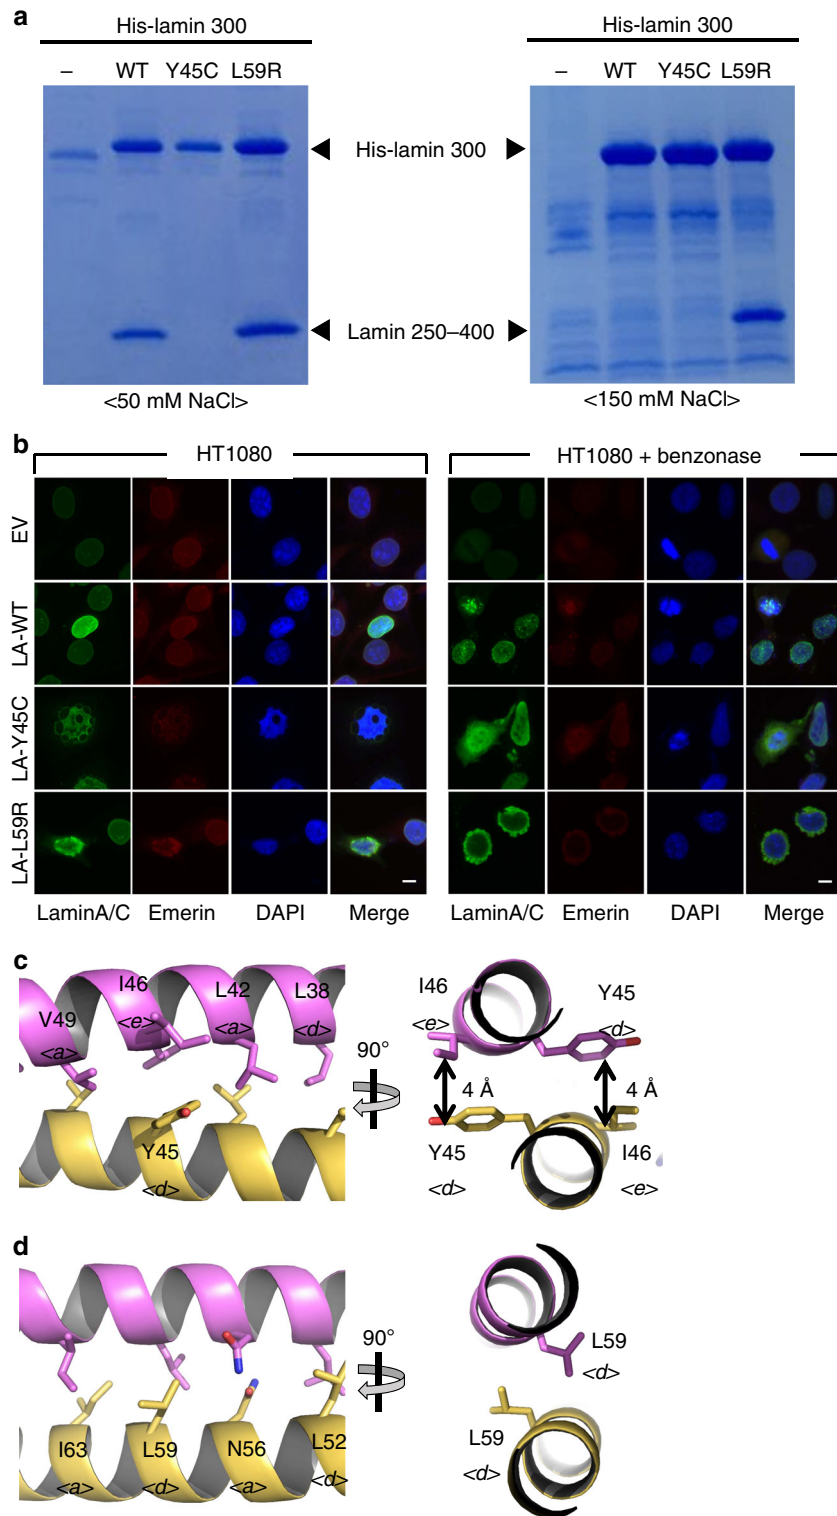 a
His-lamin 300
– WT Y45C L59R
His-lamin 300
– WT Y45C L59R
His-lamin 300
Lamin 250–400
<50 mM NaCl>
<150 mM NaCl>
b
HT1080
HT1080 + benzonase
EV
LA-WT
LA-Y45C
LA-L59R
LaminA/C Emerin DAPI Merge
LaminA/C Emerin DAPI Merge
c
V49
<a>
I46
<e>
L42
<a>
L38
<d>
Y45
<d>
90°
I46
<e>
Y45
<d>
4 Å
4 Å
Y45
<d>
I46
<e>
d
I63
<a>
L59
<d>
N56
<a>
L52
<d>
90°
L59
<d>
L59
<d>